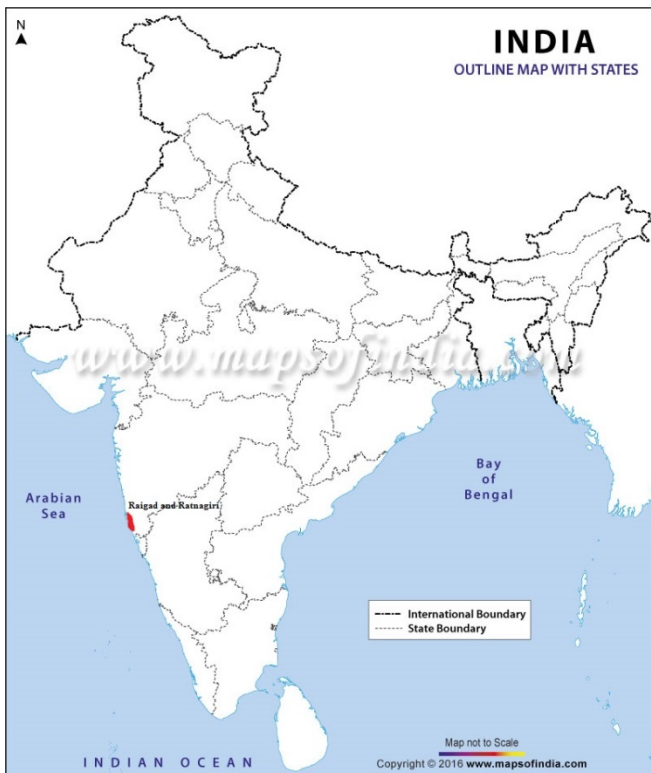 N
INDIA
OUTLINE MAP WITH STATES
www.mapsofindia.com
Arabian
Sea
Raigad and Ratnagiri
Bay
of
Bengal
International Boundary
State Boundary
Map not to Scale
INDIAN OCEAN
Copyright © 2016 www.mapsofindia.com